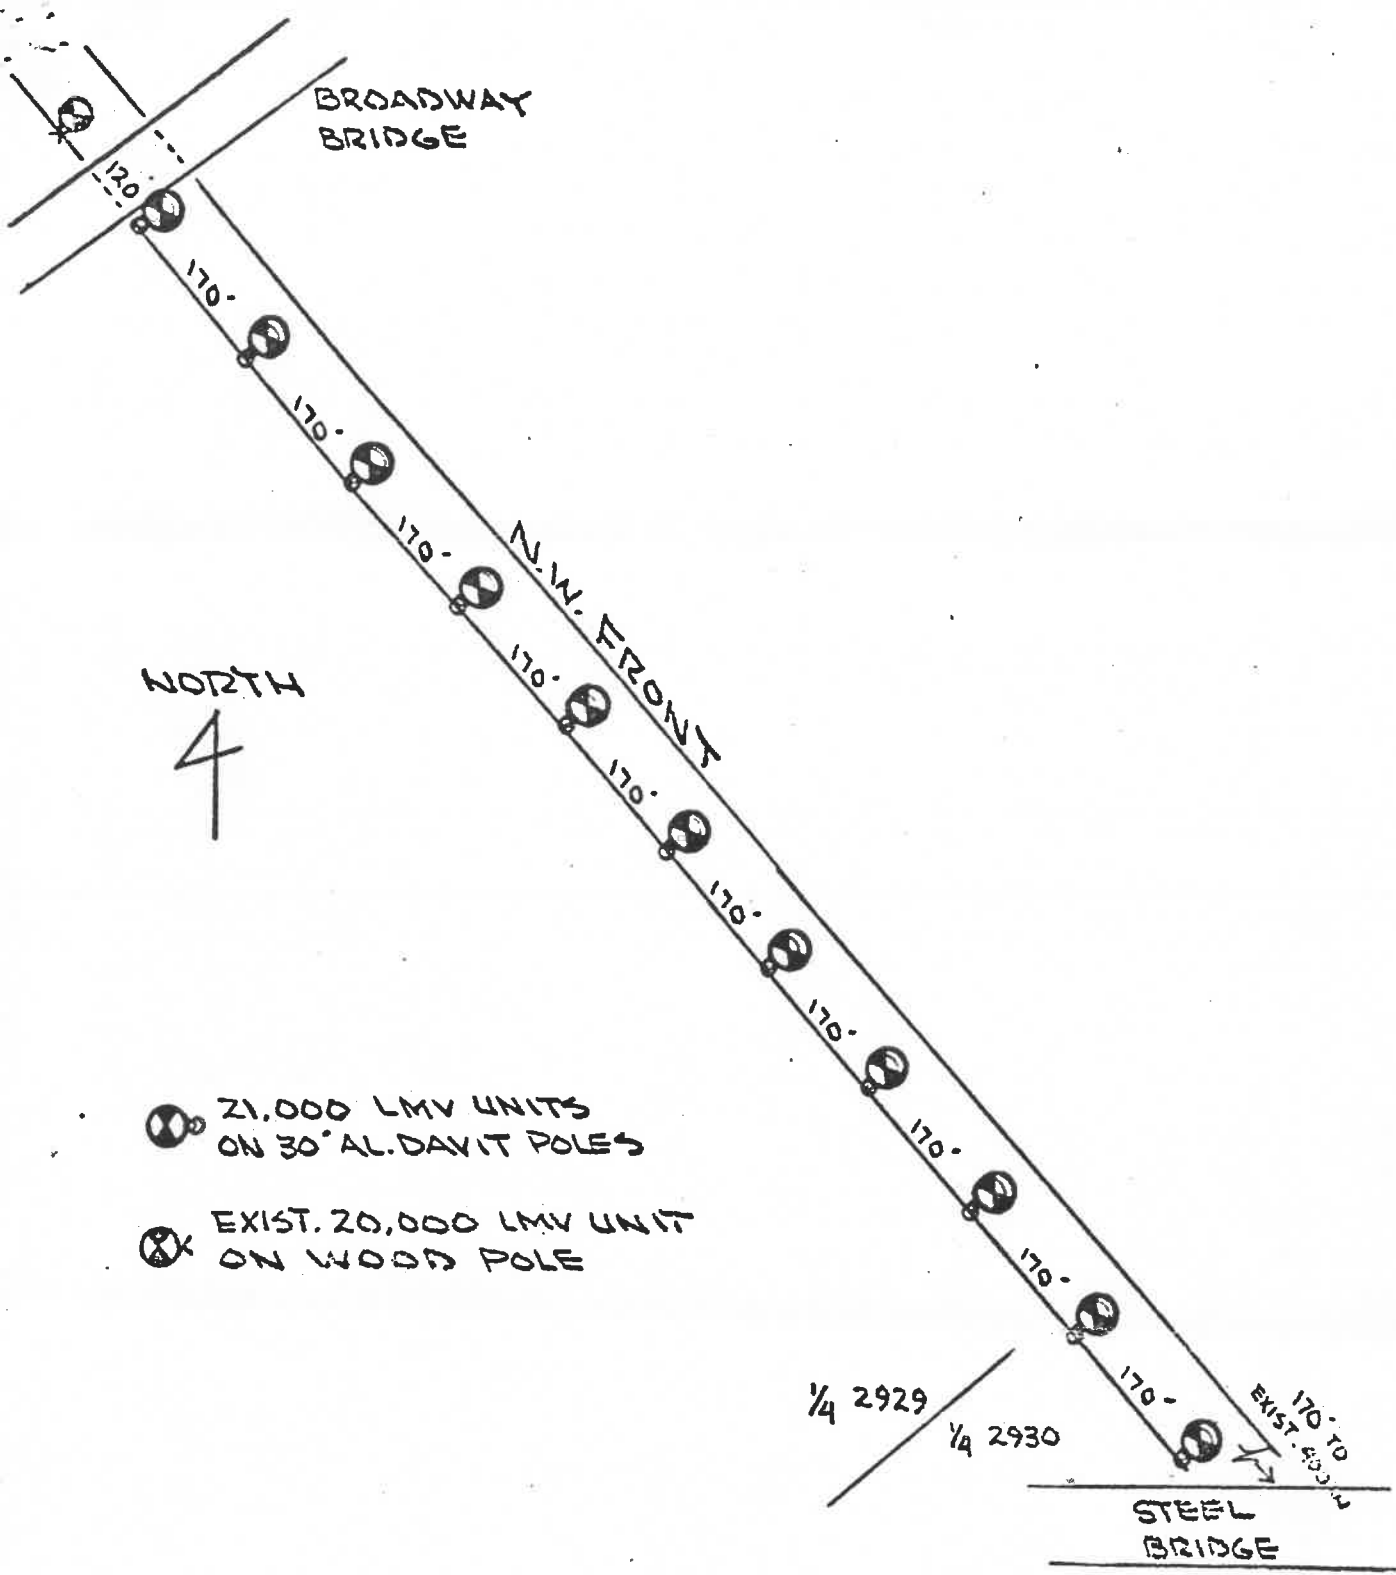 BROADWAY
BRIDGE
120'
170'
170'
170'
N.W. FRONT
170'
170'
NORTH
170'
170'
170'
21,000 LMV UNITS
ON 30' AL. DAVIT POLES
EXIST. 20,000 LMV UNIT
ON WOOD POLE
170'
170'
1/4 2929
1/4 2930
170' TO
EXIST. 400W
STEEL
BRIDGE